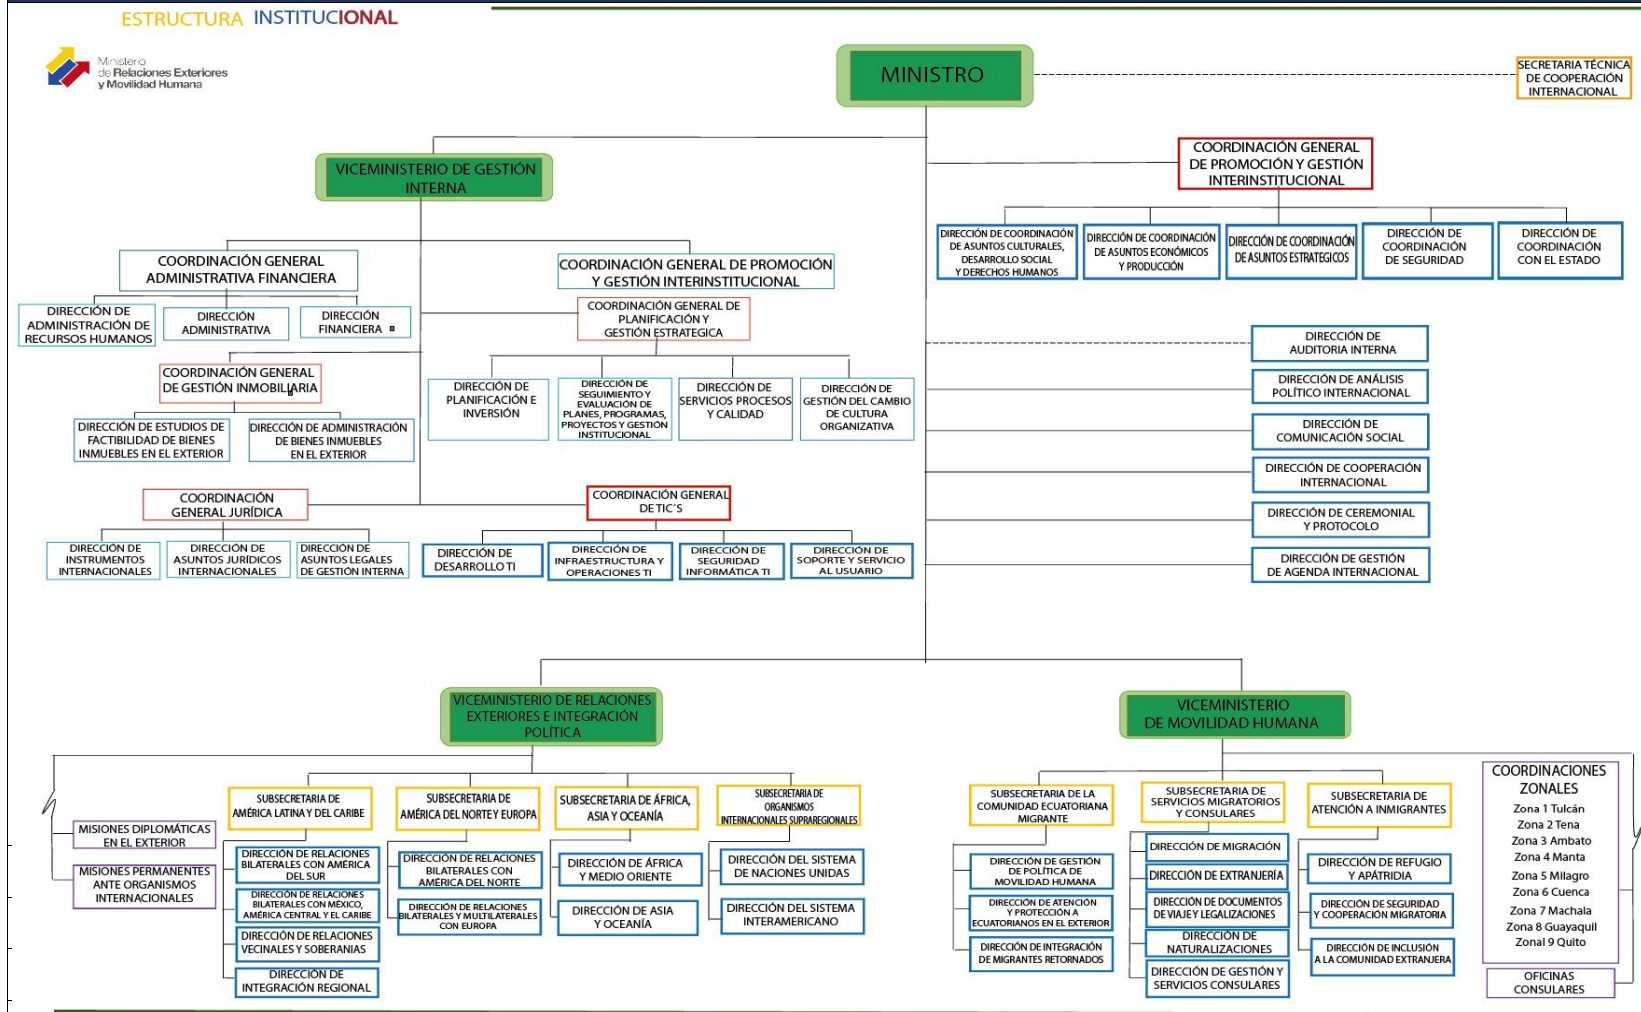 ESTRUCTURA INSTITUCIONAL
Ministerio
de Relaciones Exteriores
y Movilidad Humana
MINISTRO
SECRETARIA TÉCNICA
DE COOPERACIÓN
INTERNACIONAL
VICEMINISTERIO DE GESTIÓN
INTERNA
COORDINACIÓN GENERAL
DE PROMOCIÓN Y GESTIÓN
INTERINSTITUCIONAL
DIRECCIÓN DE COORDINACIÓN
DE ASUNTOS CULTURALES,
DESARROLLO SOCIAL
Y DERECHOS HUMANOS
DIRECCIÓN DE COORDINACIÓN
DE ASUNTOS ECONÓMICOS
Y PRODUCCIÓN
DIRECCIÓN DE COORDINACIÓN
DE ASUNTOS ESTRATEGICOS
DIRECCIÓN DE
COORDINACIÓN
DE SEGURIDAD
DIRECCIÓN DE
COORDINACIÓN
CON EL ESTADO
COORDINACIÓN GENERAL
ADMINISTRATIVA FINANCIERA
COORDINACIÓN GENERAL DE PROMOCIÓN
Y GESTIÓN INTERINSTITUCIONAL
DIRECCIÓN DE
ADMINISTRACIÓN DE
RECURSOS HUMANOS
DIRECCIÓN
ADMINISTRATIVA
DIRECCIÓN
FINANCIERA
COORDINACIÓN GENERAL DE
PLANIFICACIÓN Y
GESTIÓN ESTRATEGICA
COORDINACIÓN GENERAL
DE GESTIÓN INMOBILIARIA
DIRECCIÓN DE
PLANIFICACIÓN E
INVERSIÓN
DIRECCIÓN DE
SEGUIMIENTO Y
EVALUACIÓN DE
PLANES, PROGRAMAS,
PROYECTOS Y GESTIÓN
INSTITUCIONAL
DIRECCIÓN DE
SERVICIOS PROCESOS
Y CALIDAD
DIRECCIÓN DE
GESTIÓN DEL CAMBIO
DE CULTURA
ORGANIZATIVA
DIRECCIÓN DE ESTUDIOS DE
FACTIBILIDAD DE BIENES
INMUEBLES EN EL EXTERIOR
DIRECCIÓN DE ADMINISTRACIÓN
DE BIENES INMUEBLES
EN EL EXTERIOR
COORDINACIÓN
GENERAL JURÍDICA
COORDINACIÓN GENERAL
DE TIC´S
DIRECCIÓN DE
INSTRUMENTOS
INTERNACIONALES
DIRECCIÓN DE
ASUNTOS JURÍDICOS
INTERNACIONALES
DIRECCIÓN DE
ASUNTOS LEGALES
DE GESTIÓN INTERNA
DIRECCIÓN DE
DESARROLLO TI
DIRECCIÓN DE
INFRAESTRUCTURA Y
OPERACIONES TI
DIRECCIÓN DE
SEGURIDAD
INFORMÁTICA TI
DIRECCIÓN DE
SOPORTE Y SERVICIO
AL USUARIO
DIRECCIÓN DE
AUDITORIA INTERNA
DIRECCIÓN DE ANÁLISIS
POLÍTICO INTERNACIONAL
DIRECCIÓN DE
COMUNICACIÓN SOCIAL
DIRECCIÓN DE COOPERACIÓN
INTERNACIONAL
DIRECCIÓN DE CEREMONIAL
Y PROTOCOLO
DIRECCIÓN DE GESTIÓN
DE AGENDA INTERNACIONAL
VICEMINISTERIO DE RELACIONES
EXTERIORES E INTEGRACIÓN
POLÍTICA
VICEMINISTERIO
DE MOVILIDAD HUMANA
MISIONES DIPLOMÁTICAS
EN EL EXTERIOR
MISIONES PERMANENTES
ANTE ORGANISMOS
INTERNACIONALES
SUBSECRETARIA DE
AMÉRICA LATINA Y DEL CARIBE
DIRECCIÓN DE RELACIONES
BILATERALES CON AMÉRICA
DEL SUR
DIRECCIÓN DE RELACIONES
BILATERALES CON MÉXICO,
AMÉRICA CENTRAL Y EL CARIBE
DIRECCIÓN DE RELACIONES
VECINALES Y SOBERANIAS
DIRECCIÓN DE
INTEGRACIÓN REGIONAL
SUBSECRETARIA DE
AMÉRICA DEL NORTE Y EUROPA
DIRECCIÓN DE RELACIONES
BILATERALES CON
AMÉRICA DEL NORTE
DIRECCIÓN DE RELACIONES
BILATERALES Y MULTILATERALES
CON EUROPA
SUBSECRETARIA DE ÁFRICA,
ASIA Y OCEANÍA
DIRECCIÓN DE ÁFRICA
Y MEDIO ORIENTE
DIRECCIÓN DE ASIA
Y OCEANÍA
SUBSECRETARIA DE
ORGANISMOS
INTERNACIONALES SUPRAREGIONALES
DIRECCIÓN DEL SISTEMA
DE NACIONES UNIDAS
DIRECCIÓN DEL SISTEMA
INTERAMERICANO
SUBSECRETARIA DE LA
COMUNIDAD ECUATORIANA
MIGRANTE
DIRECCIÓN DE GESTIÓN
DE POLÍTICA DE
MOVILIDAD HUMANA
DIRECCIÓN DE ATENCIÓN
Y PROTECCIÓN A
ECUATORIANOS EN EL EXTERIOR
DIRECCIÓN DE INTEGRACIÓN
DE MIGRANTES RETORNADOS
SUBSECRETARIA DE
SERVICIOS MIGRATORIOS
Y CONSULARES
DIRECCIÓN DE MIGRACIÓN
DIRECCIÓN DE EXTRANJERÍA
DIRECCIÓN DE DOCUMENTOS
DE VIAJE Y LEGALIZACIONES
DIRECCIÓN DE
NATURALIZACIONES
DIRECCIÓN DE GESTIÓN Y
SERVICIOS CONSULARES
SUBSECRETARIA DE
ATENCIÓN A INMIGRANTES
DIRECCIÓN DE REFUGIO
Y APÁTRIDIA
DIRECCIÓN DE SEGURIDAD
Y COOPERACIÓN MIGRATORIA
DIRECCIÓN DE INCLUSIÓN
A LA COMUNIDAD EXTRANJERA
COORDINACIONES
ZONALES
Zona 1 Tulcán
Zona 2 Tena
Zona 3 Ambato
Zona 4 Manta
Zona 5 Milagro
Zona 6 Cuenca
Zona 7 Machala
Zona 8 Guayaquil
Zonal 9 Quito
OFICINAS
CONSULARES